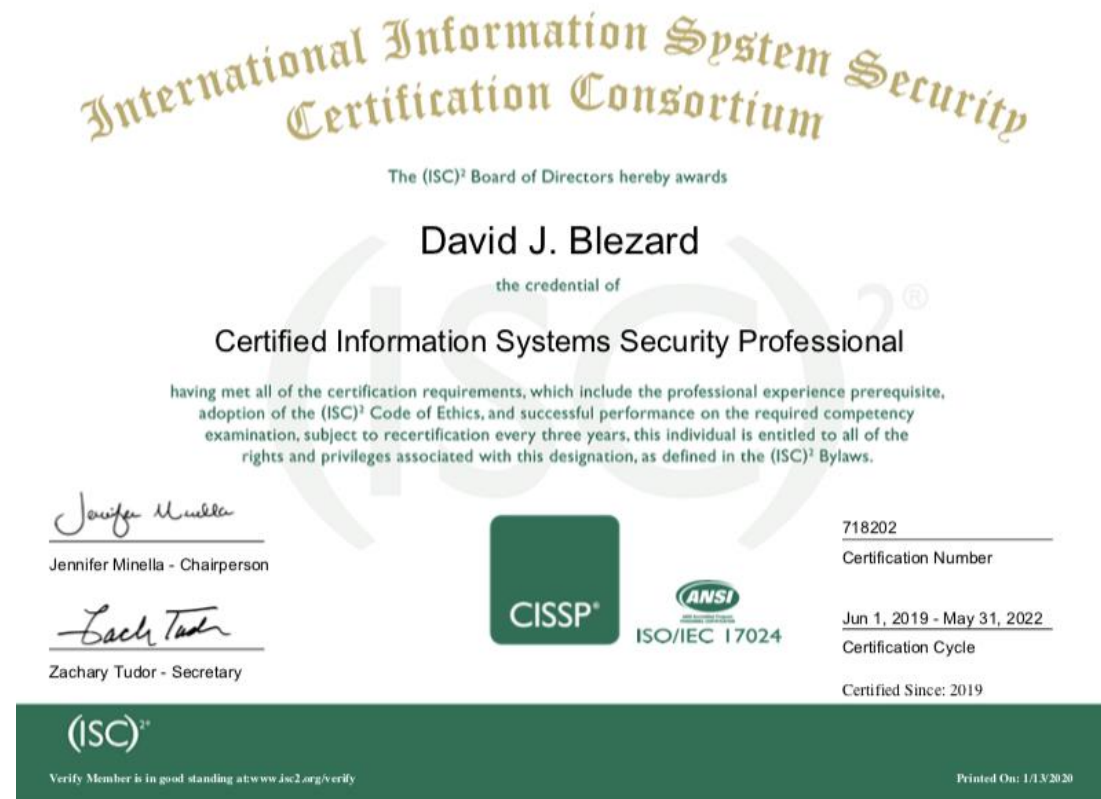 International Information System Security
Certification Consortium
The (ISC)² Board of Directors hereby awards
David J. Blezard
the credential of
Certified Information Systems Security Professional
having met all of the certification requirements, which include the professional experience prerequisite,
adoption of the (ISC)² Code of Ethics, and successful performance on the required competency
examination, subject to recertification every three years, this individual is entitled to all of the
rights and privileges associated with this designation, as defined in the (ISC)² Bylaws.
(ISC)²®
Jennifer Minella
Jennifer Minella - Chairperson
Zach Tudor
Zachary Tudor - Secretary
CISSP®
ANSI
ISO/IEC 17024
718202
Certification Number
Jun 1, 2019 - May 31, 2022
Certification Cycle
Certified Since: 2019
(ISC)²®
Verify Member is in good standing at:www.isc2.org/verify
Printed On: 1/13/2020